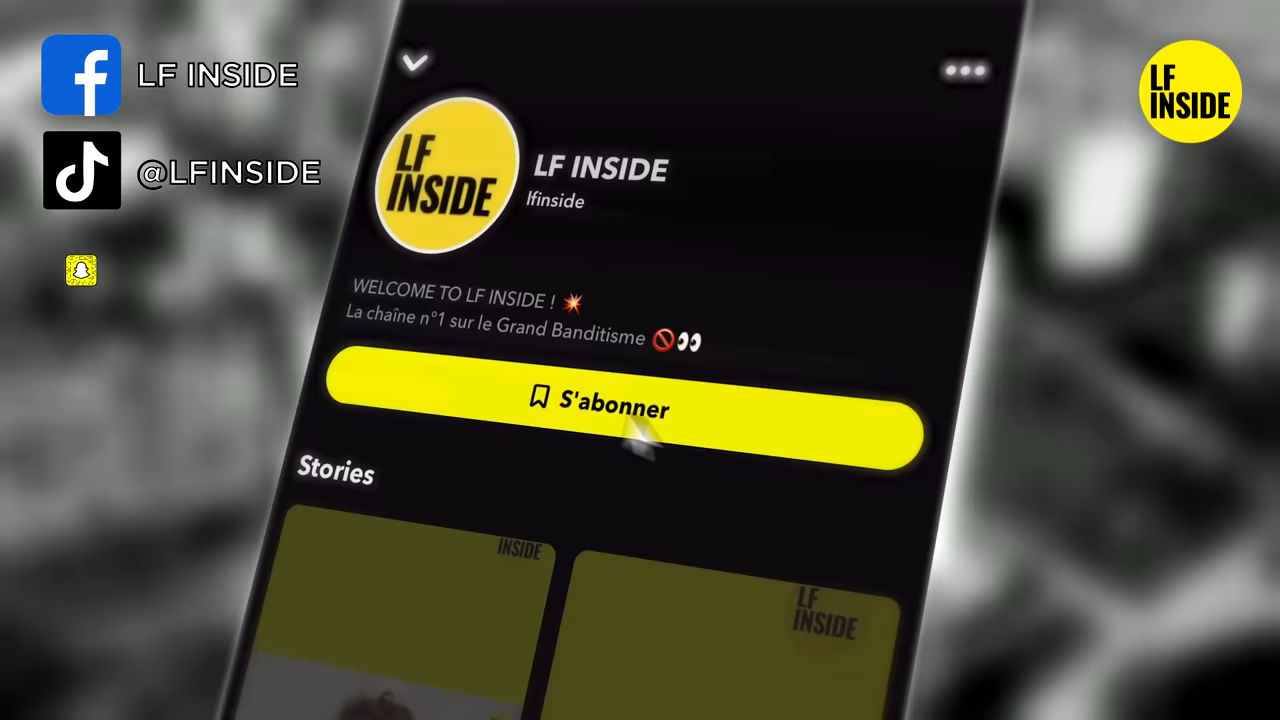 LF INSIDE
@LFINSIDE
LF
INSIDE
LF
INSIDE
LF INSIDE
lfinside
WELCOME TO LF INSIDE ! 💥
La chaîne n°1 sur le Grand Banditisme 🚫👀
S'abonner
Stories
INSIDE
LF
INSIDE